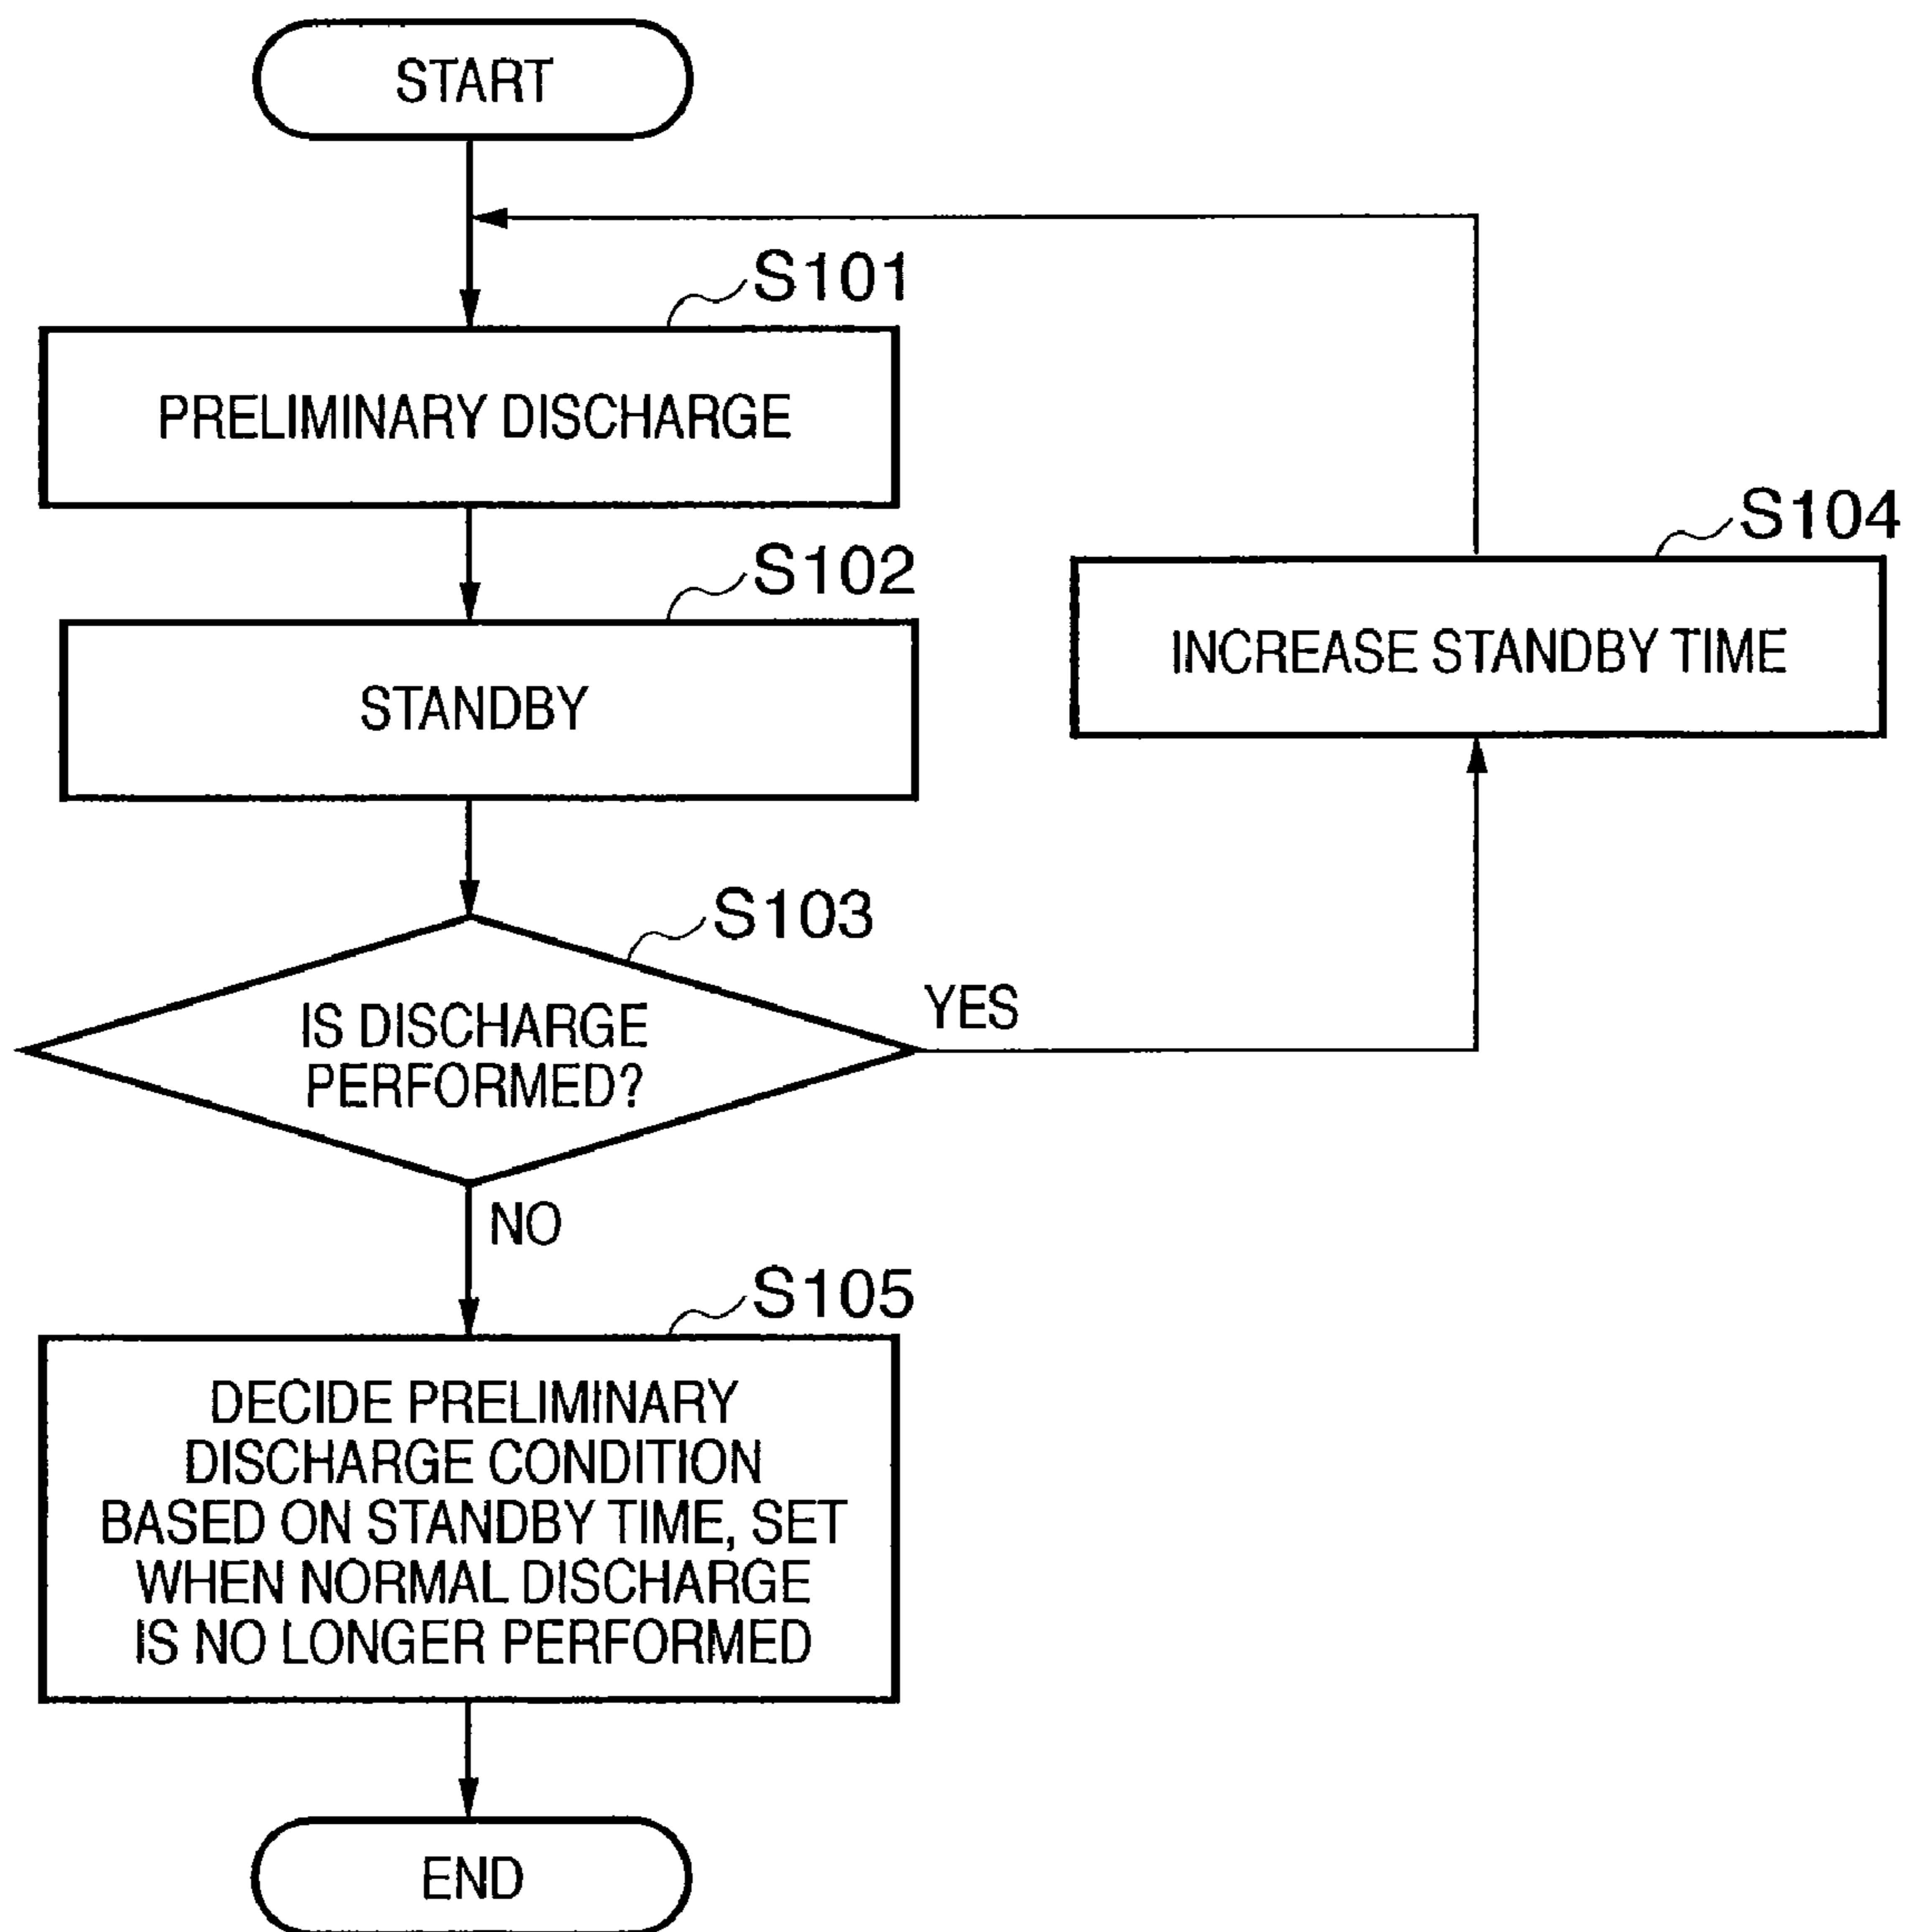 START
S101
PRELIMINARY DISCHARGE
S102
STANDBY
S103
IS DISCHARGE
PERFORMED?
YES
S104
INCREASE STANDBY TIME
NO
S105
DECIDE PRELIMINARY
DISCHARGE CONDITION
BASED ON STANDBY TIME, SET
WHEN NORMAL DISCHARGE
IS NO LONGER PERFORMED
END